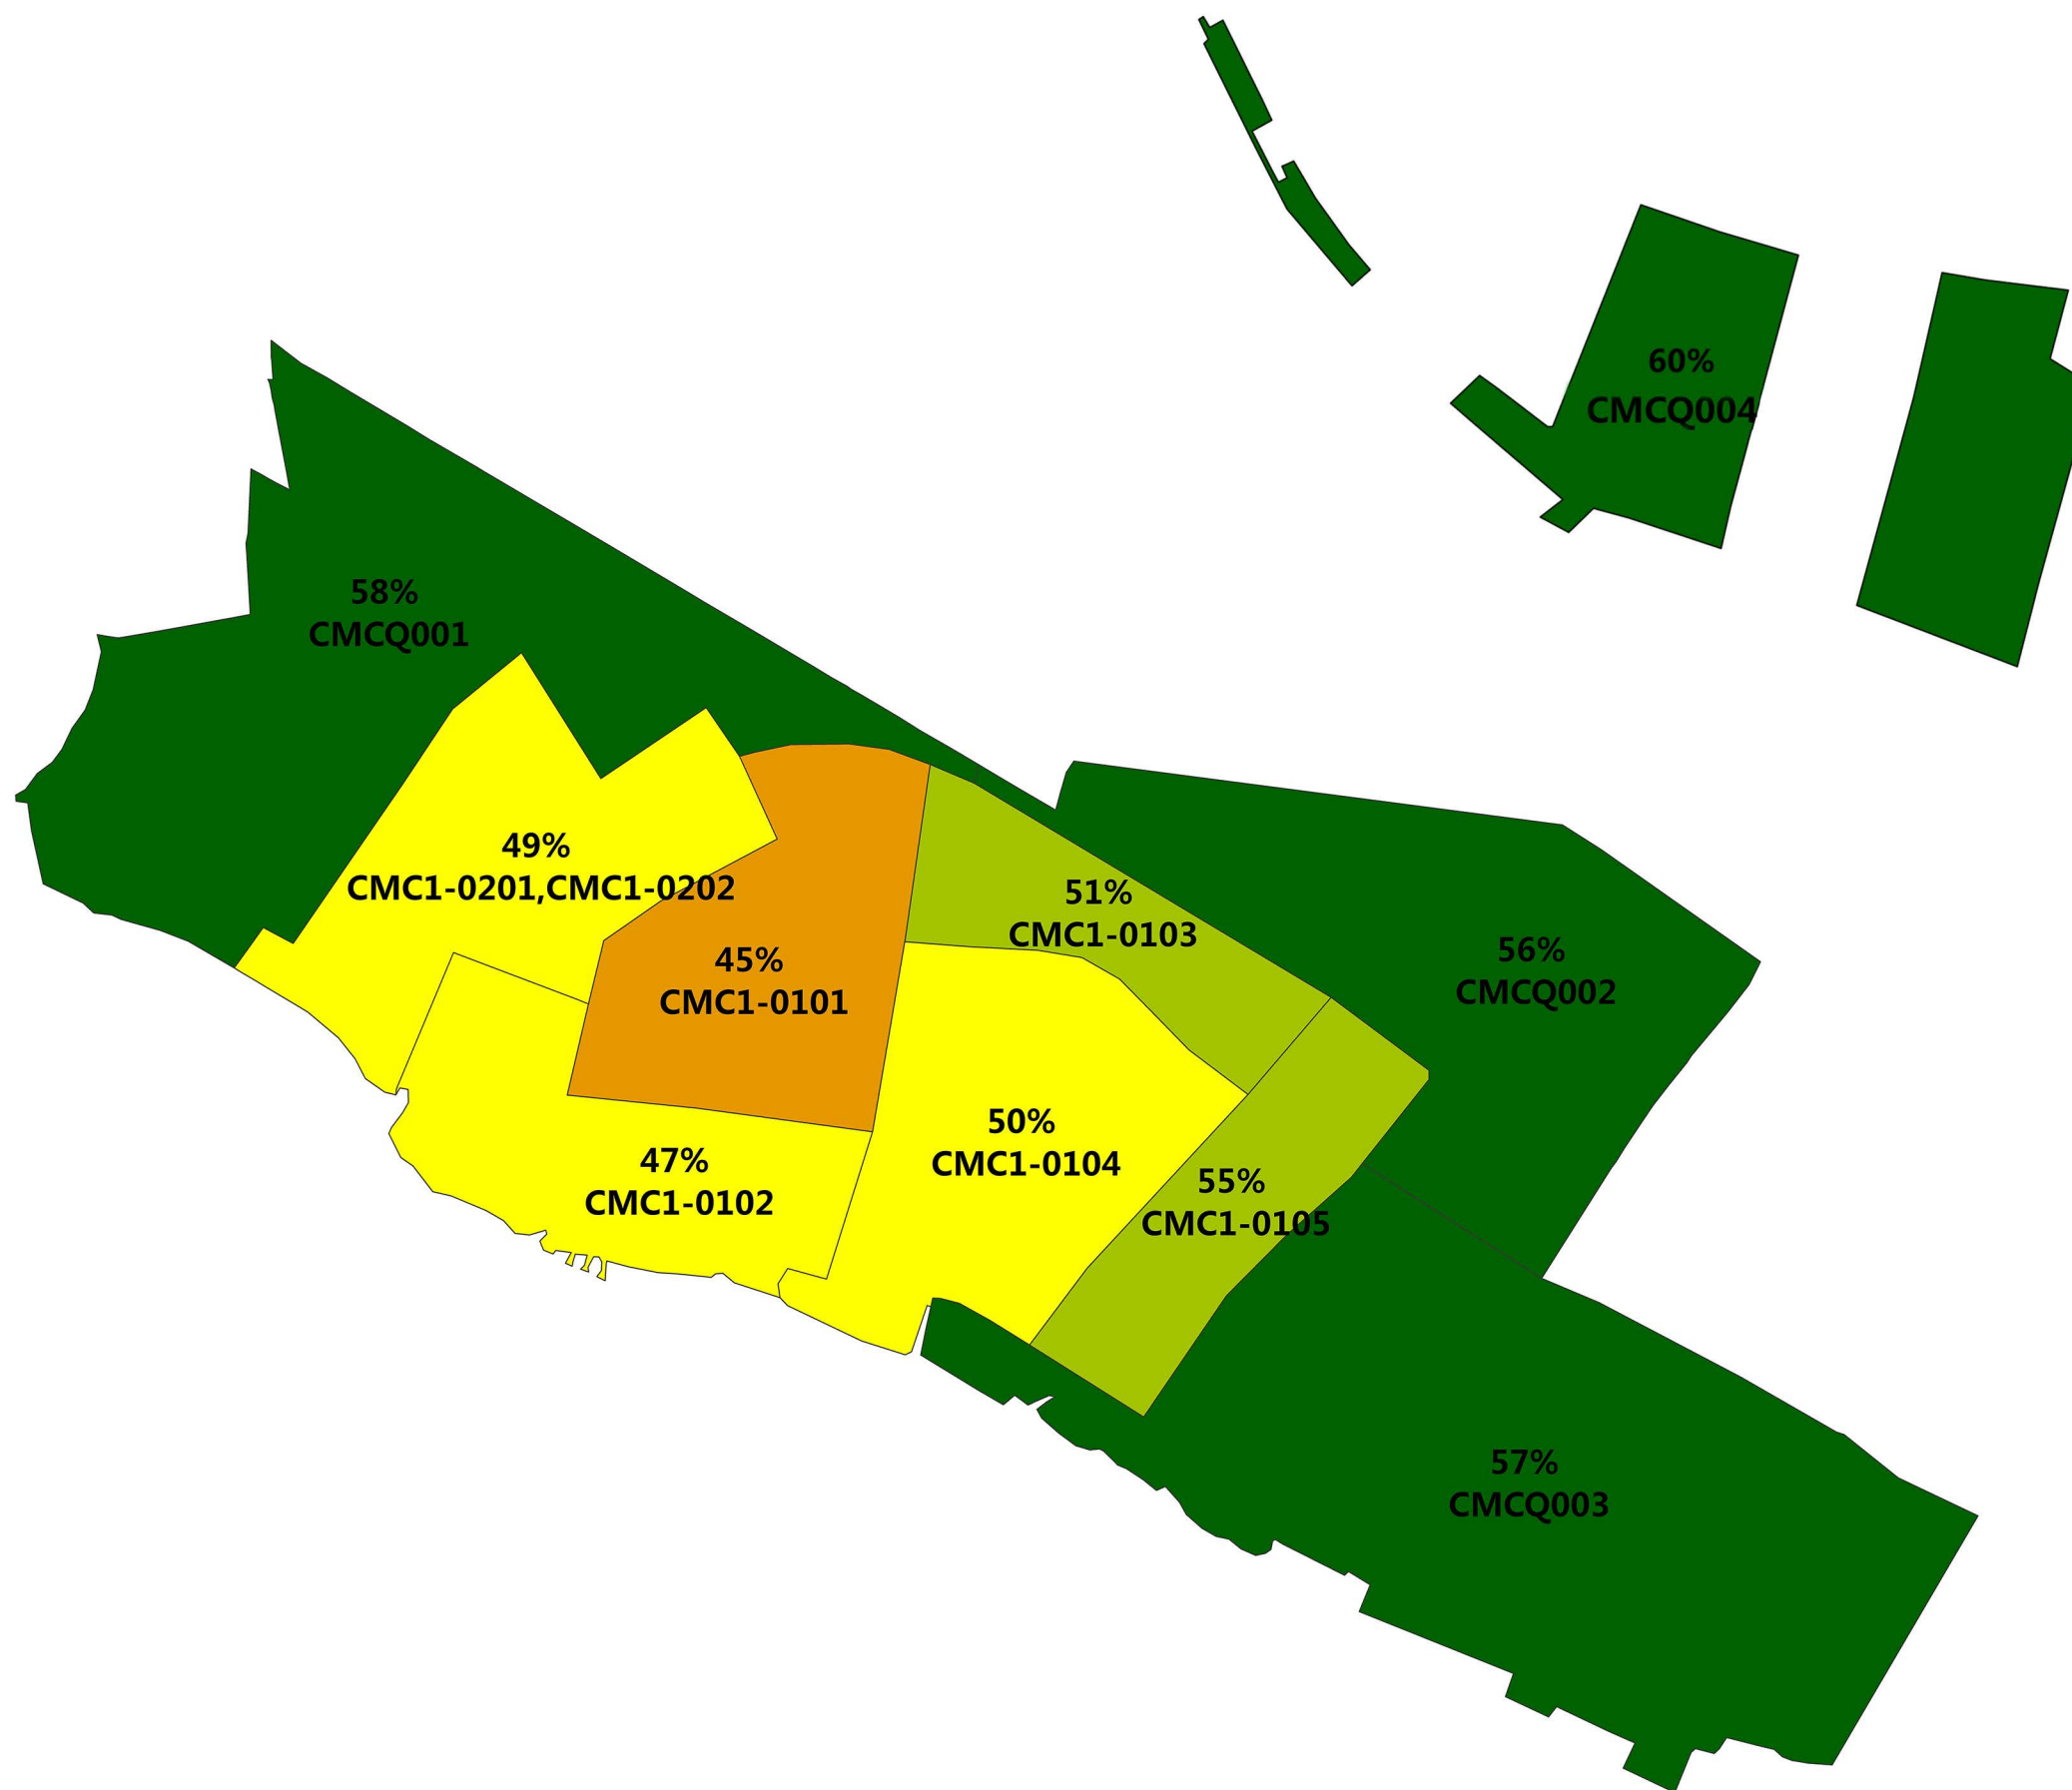 60%
CMCQ004
58%
CMCQ001
49%
CMC1-0201,CMC1-0202
51%
CMC1-0103
56%
CMCQ002
45%
CMC1-0101
50%
CMC1-0104
47%
CMC1-0102
55%
CMC1-0105
57%
CMCQ003